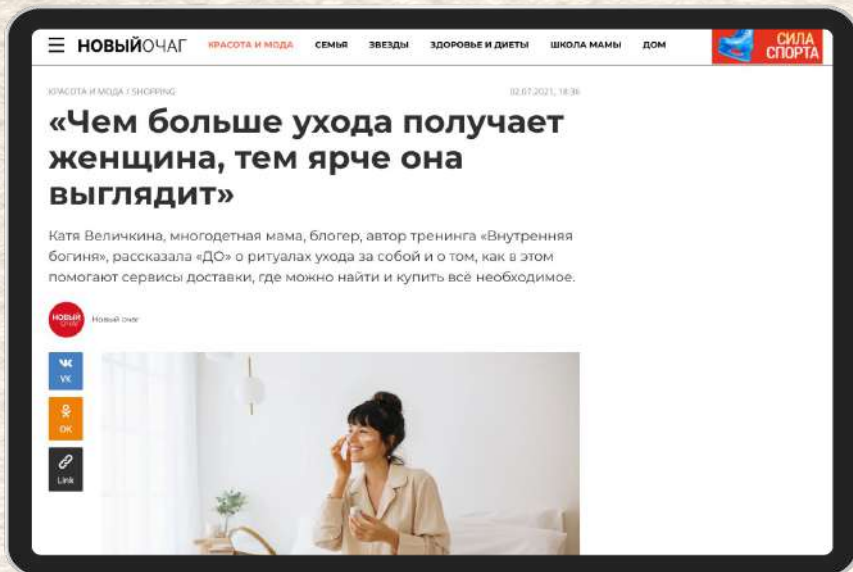 НОВЫЙОЧАГ
КРАСОТА И МОДА СЕМЬЯ ЗВЕЗДЫ ЗДОРОВЬЕ И ДИЕТЫ ШКОЛА МАМЫ ДОМ
СИЛА
СПОРТА
КРАСОТА И МОДА / SHOPPING
02.07.2021, 18:36
«Чем больше ухода получает
женщина, тем ярче она
выглядит»
Катя Величкина, многодетная мама, блогер, автор тренинга «Внутренняя
богиня», рассказала «ДО» о ритуалах ухода за собой и о том, как в этом
помогают сервисы доставки, где можно найти и купить всё необходимое.
НОВЫЙ
ОЧАГ
Новый очаг
VK
OK
Link